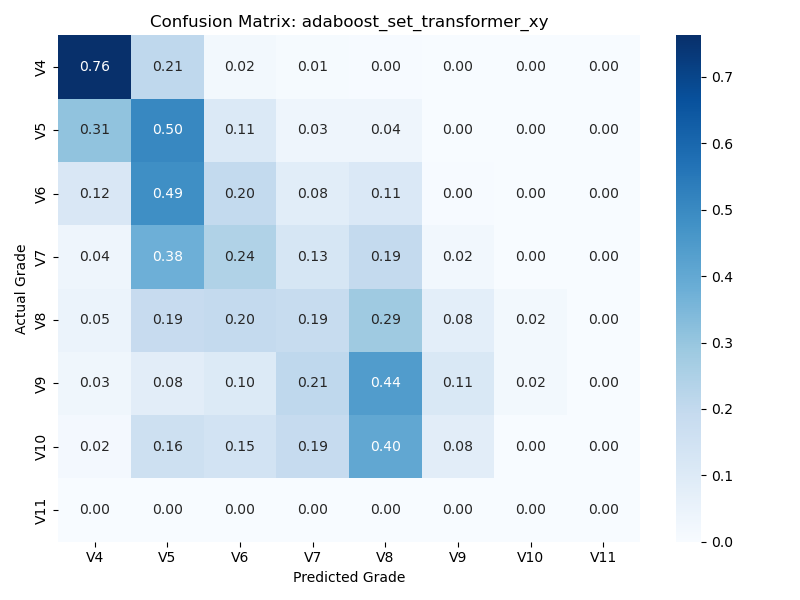 Confusion Matrix: adaboost_set_transformer_xy
V4 0.76 0.21 0.02 0.01 0.00 0.00 0.00 0.00
V5 0.31 0.50 0.11 0.03 0.04 0.00 0.00 0.00
V6 0.12 0.49 0.20 0.08 0.11 0.00 0.00 0.00
V7 0.04 0.38 0.24 0.13 0.19 0.02 0.00 0.00
V8 0.05 0.19 0.20 0.19 0.29 0.08 0.02 0.00
V9 0.03 0.08 0.10 0.21 0.44 0.11 0.02 0.00
V10 0.02 0.16 0.15 0.19 0.40 0.08 0.00 0.00
V11 0.00 0.00 0.00 0.00 0.00 0.00 0.00 0.00
V4 V5 V6 V7 V8 V9 V10 V11
Predicted Grade
Actual Grade
0.7
0.6
0.5
0.4
0.3
0.2
0.1
0.0